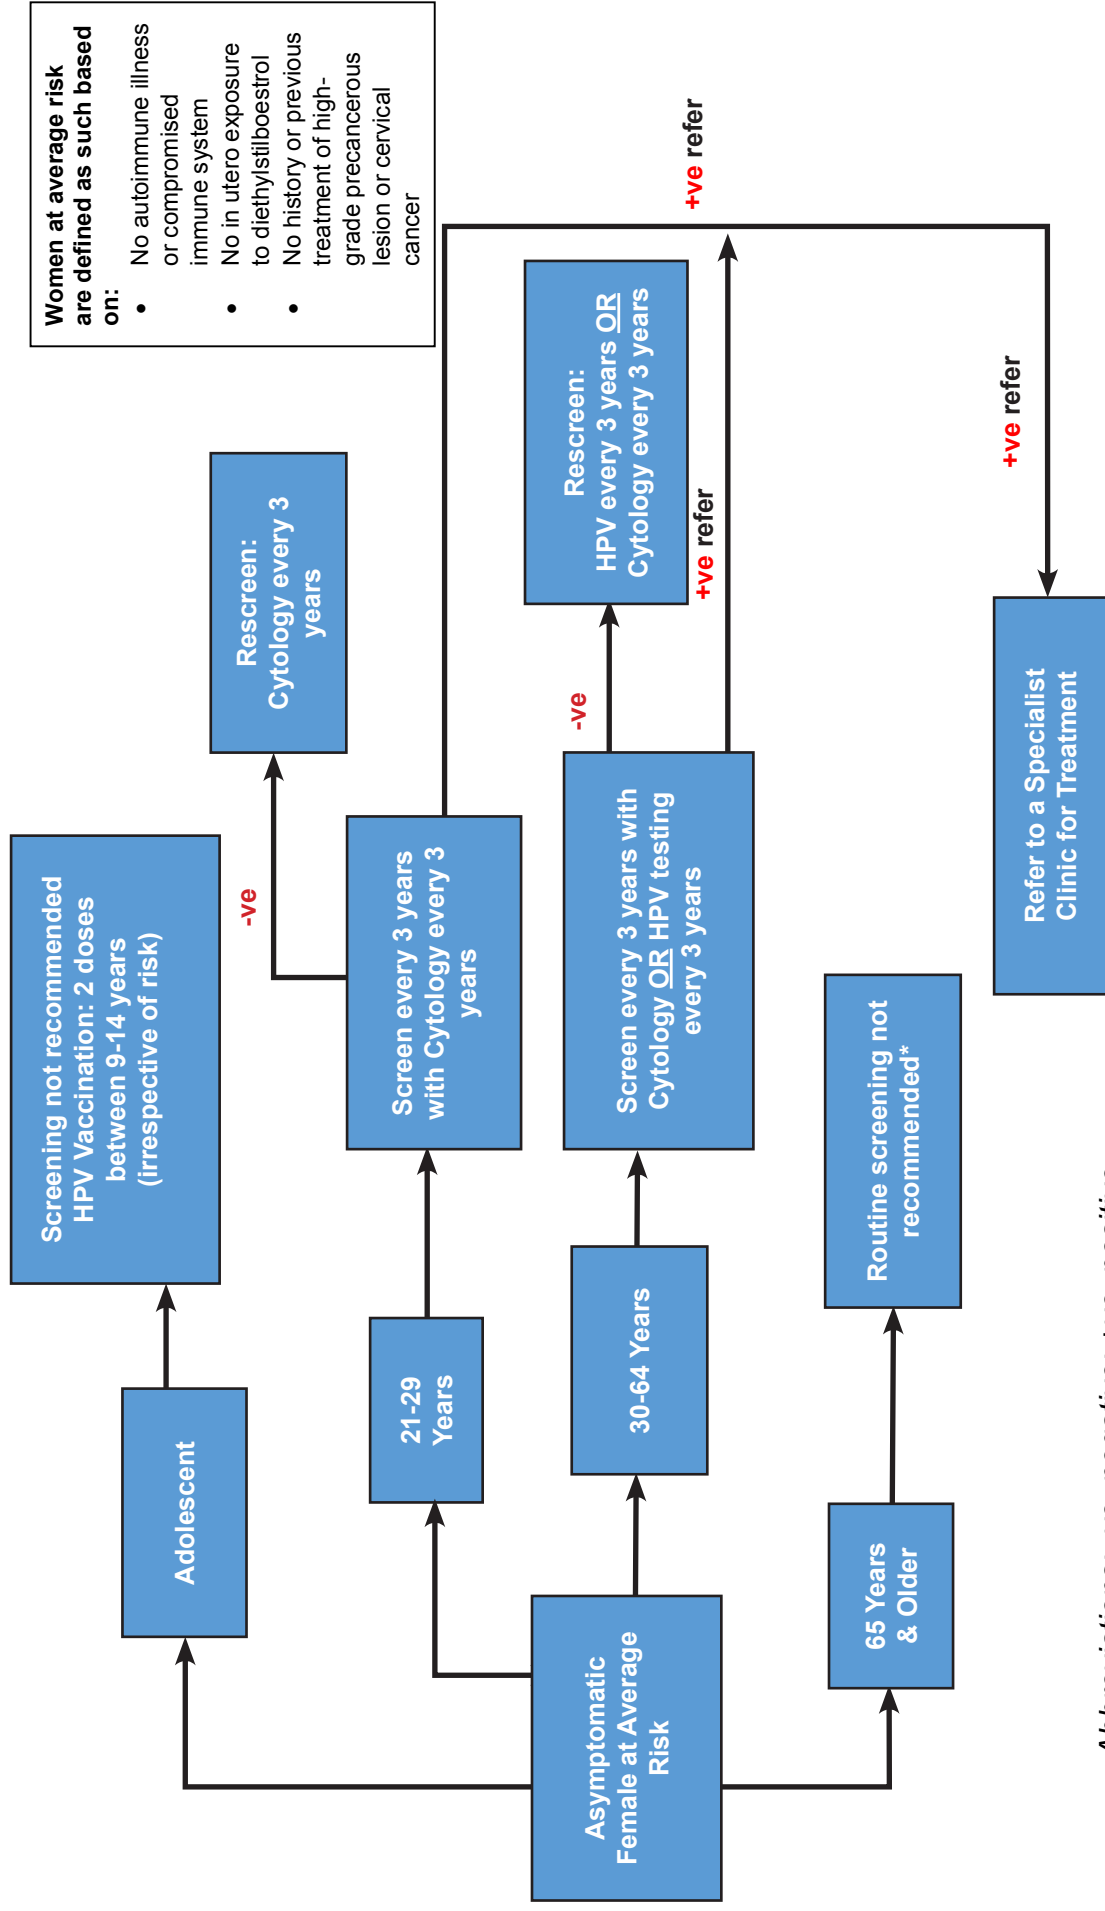 Women at average risk
are defined as such based
on:
• No autoimmune illness
or compromised
immune system
• No in utero exposure
to diethylstilboestrol
• No history or previous
treatment of high-
grade precancerous
lesion or cervical
cancer
Asymptomatic
Female at Average
Risk
Adolescent
Screening not recommended
HPV Vaccination: 2 doses
between 9-14 years
(irrespective of risk)
21-29
Years
Screen every 3 years
with Cytology every 3
years
-ve
Rescreen:
Cytology every 3
years
+ve refer
30-64 Years
Screen every 3 years with
Cytology OR HPV testing
every 3 years
-ve
Rescreen:
HPV every 3 years OR
Cytology every 3 years
+ve refer
65 Years
& Older
Routine screening not
recommended*
+ve refer
Refer to a Specialist
Clinic for Treatment